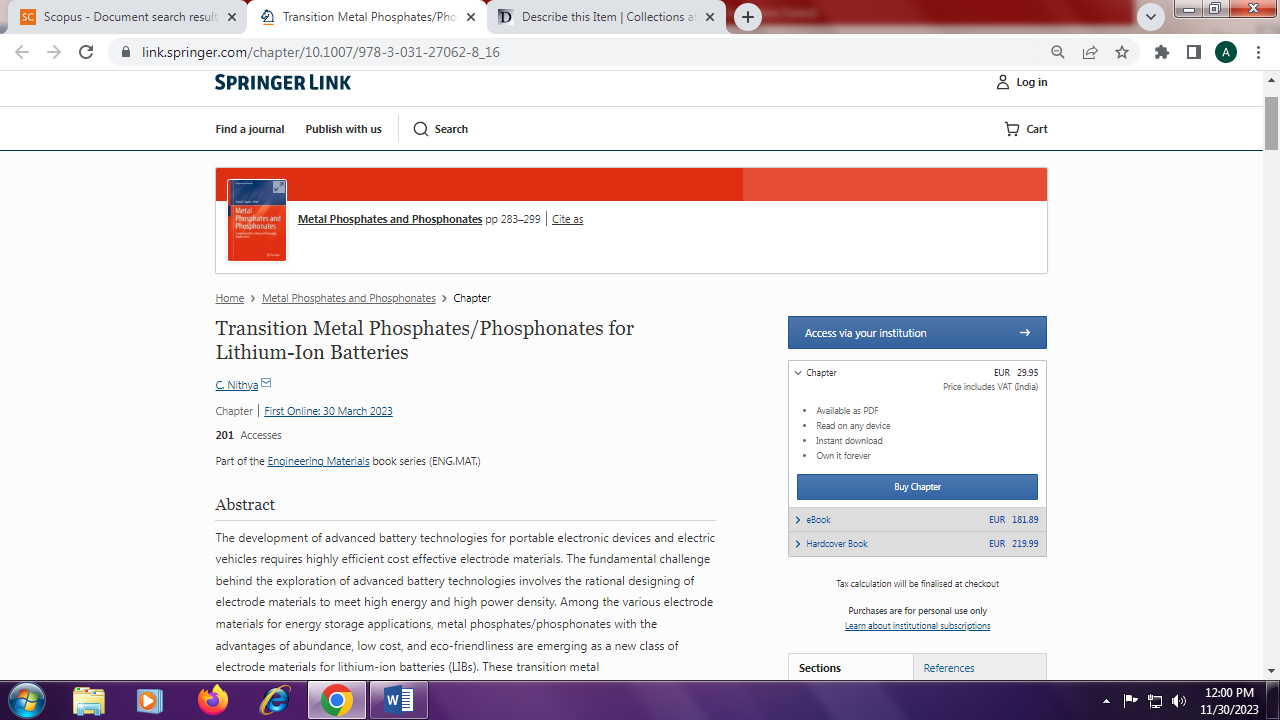 Scopus - Document search result
Transition Metal Phosphates/Pho
Describe this Item | Collections a
link.springer.com/chapter/10.1007/978-3-031-27062-8_16
A
SPRINGER LINK
Log in
Find a journal
Publish with us
Search
Cart
Metal Phosphates and Phosphonates
Metal Phosphates and Phosphonates pp 283–299 | Cite as
Home > Metal Phosphates and Phosphonates > Chapter
Transition Metal Phosphates/Phosphonates for
Lithium-Ion Batteries
C. Nithya
Chapter | First Online: 30 March 2023
201 Accesses
Part of the Engineering Materials book series (ENG.MAT.)
Abstract
The development of advanced battery technologies for portable electronic devices and electric
vehicles requires highly efficient cost effective electrode materials. The fundamental challenge
behind the exploration of advanced battery technologies involves the rational designing of
electrode materials to meet high energy and high power density. Among the various electrode
materials for energy storage applications, metal phosphates/phosphonates with the
advantages of abundance, low cost, and eco-friendliness are emerging as a new class of
electrode materials for lithium-ion batteries (LIBs). These transition metal
Access via your institution
Chapter EUR 29.95
Price includes VAT (India)
• Available as PDF
• Read on any device
• Instant download
• Own it forever
Buy Chapter
eBook EUR 181.89
Hardcover Book EUR 219.99
Tax calculation will be finalised at checkout
Purchases are for personal use only
Learn about institutional subscriptions
Sections
References
12:00 PM
11/30/2023